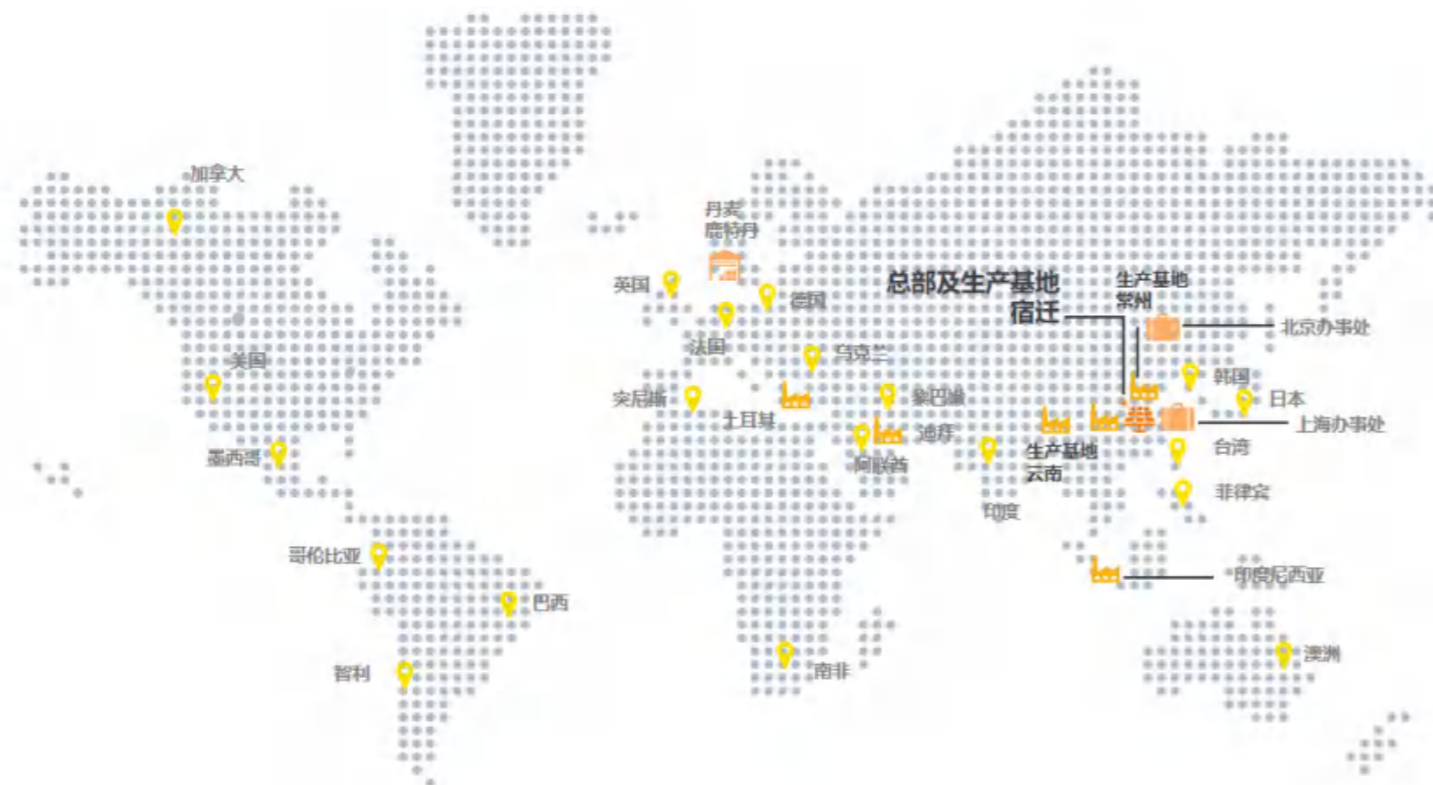 加拿大
丹麦
鹿特丹
英国
德国
总部及生产基地
宿迁
生产基地
常州
北京办事处
法国
乌克兰
美国
韩国
突尼斯
土耳其
黎巴嫩
日本
迪拜
上海办事处
墨西哥
阿联酋
生产基地
云南
台湾
菲律宾
印度
哥伦比亚
印度尼西亚
巴西
智利
南非
澳洲